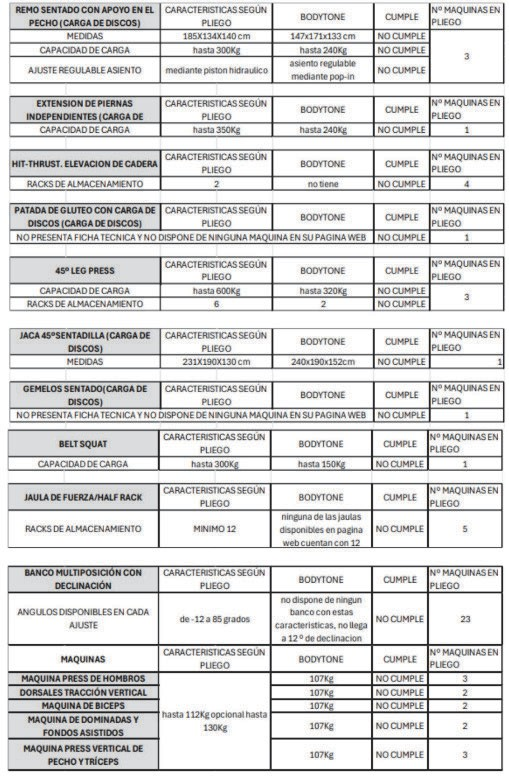 REMO SENTADO CON APOYO EN EL PECHO (CARGA DE DISCOS) CARACTERISTICAS SEGÚN PLIEGO BODYTONE CUMPLE Nº MAQUINAS EN PLIEGO
MEDIDAS 185X134X140 cm 147x171x133 cm NO CUMPLE
CAPACIDAD DE CARGA hasta 300Kg hasta 240Kg NO CUMPLE 3
AJUSTE REGULABLE ASIENTO mediante piston hidraulico asiento regulable mediante pop-in NO CUMPLE
EXTENSION DE PIERNAS INDEPENDIENTES (CARGA DE CARACTERISTICAS SEGÚN PLIEGO BODYTONE CUMPLE Nº MAQUINAS EN PLIEGO
CAPACIDAD DE CARGA hasta 350Kg hasta 240Kg NO CUMPLE 1
HIT-THRUST. ELEVACION DE CADERA CARACTERISTICAS SEGÚN PLIEGO BODYTONE CUMPLE Nº MAQUINAS EN PLIEGO
RACKS DE ALMACENAMIENTO 2 no tiene NO CUMPLE 4
PATADA DE GLUTEO CON CARGA DE DISCOS (CARGA DE DISCOS) CARACTERISTICAS SEGÚN PLIEGO BODYTONE CUMPLE Nº MAQUINAS EN PLIEGO
NO PRESENTA FICHA TECNICA Y NO DISPONE DE NINGUNA MAQUINA EN SU PAGINA WEB NO CUMPLE 1
45º LEG PRESS CARACTERISTICAS SEGÚN PLIEGO BODYTONE CUMPLE Nº MAQUINAS EN PLIEGO
CAPACIDAD DE CARGA hasta 600Kg hasta 320Kg NO CUMPLE 3
RACKS DE ALMACENAMIENTO 6 2 NO CUMPLE
JACA 45ºSENTADILLA (CARGA DE DISCOS) CARACTERISTICAS SEGÚN PLIEGO BODYTONE CUMPLE Nº MAQUINAS EN PLIEGO
MEDIDAS 231X190X130 cm 240x190x152cm NO CUMPLE 1
GEMELOS SENTADO(CARGA DE DISCOS) CARACTERISTICAS SEGÚN PLIEGO BODYTONE CUMPLE Nº MAQUINAS EN PLIEGO
NO PRESENTA FICHA TECNICA Y NO DISPONE DE NINGUNA MAQUINA EN SU PAGINA WEB NO CUMPLE 1
BELT SQUAT CARACTERISTICAS SEGÚN PLIEGO BODYTONE CUMPLE Nº MAQUINAS EN PLIEGO
CAPACIDAD DE CARGA hasta 300Kg hasta 150Kg NO CUMPLE 1
JAULA DE FUERZA/HALF RACK CARACTERISTICAS SEGÚN PLIEGO BODYTONE CUMPLE Nº MAQUINAS EN PLIEGO
RACKS DE ALMACENAMIENTO MINIMO 12 ninguna de las jaulas disponibles en pagina web cuentan con 12 NO CUMPLE 5
BANCO MULTIPOSICIÓN CON DECLINACIÓN CARACTERISTICAS SEGÚN PLIEGO BODYTONE CUMPLE Nº MAQUINAS EN PLIEGO
ANGULOS DISPONIBLES EN CADA AJUSTE de -12 a 85 grados no dispone de ningun banco con estas caracteristicas, no llega a 12 º de declinacion NO CUMPLE 23
MAQUINAS CARACTERISTICAS SEGÚN PLIEGO BODYTONE CUMPLE Nº MAQUINAS EN PLIEGO
MAQUINA PRESS DE HOMBROS 107Kg NO CUMPLE 3
DORSALES TRACCIÓN VERTICAL 107Kg NO CUMPLE 2
MAQUINA DE BICEPS 107Kg NO CUMPLE 2
MAQUINA DE DOMINADAS Y FONDOS ASISTIDOS hasta 112Kg opcional hasta 130Kg 107Kg NO CUMPLE 2
MAQUINA PRESS VERTICAL DE PECHO Y TRÍCEPS 107Kg NO CUMPLE 3